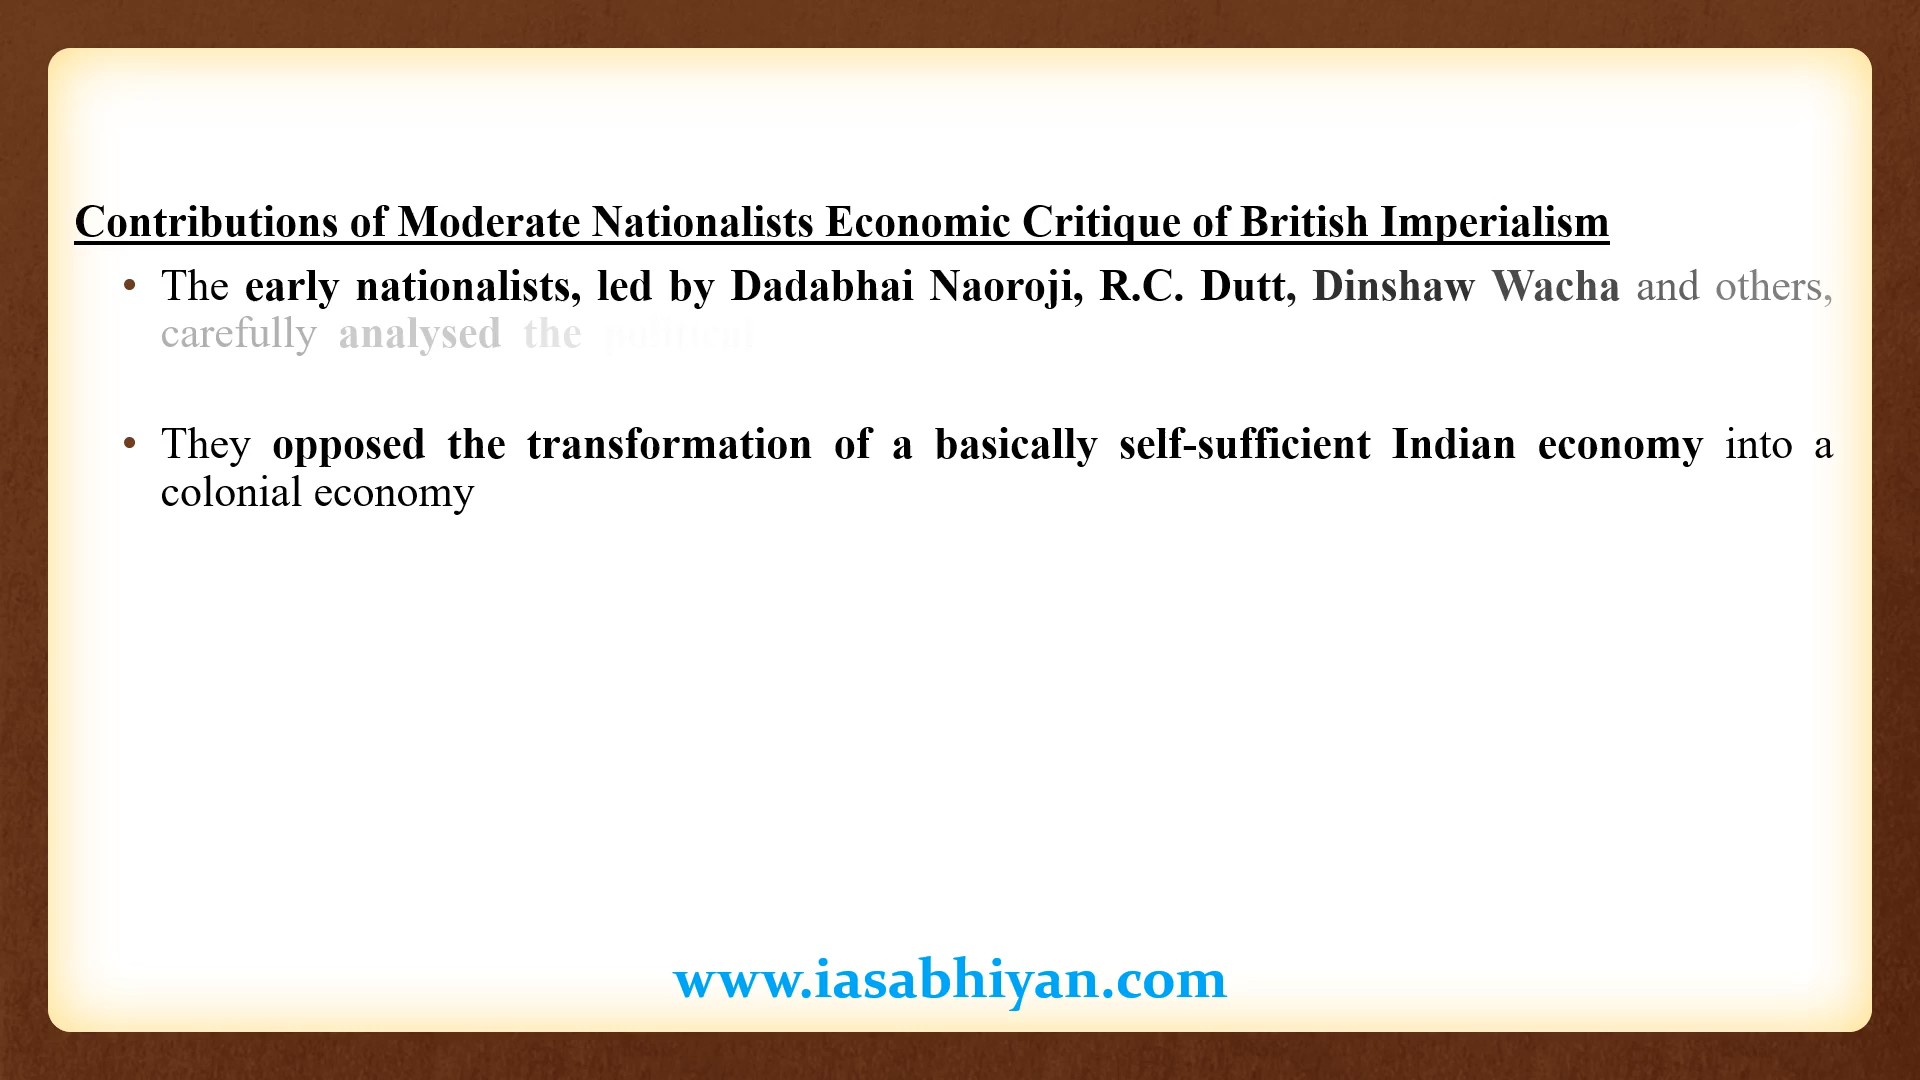 Contributions of Moderate Nationalists Economic Critique of British Imperialism
• The early nationalists, led by Dadabhai Naoroji, R.C. Dutt, Dinshaw Wacha and others,
carefully analysed the political
• They opposed the transformation of a basically self-sufficient Indian economy into a
colonial economy
www.iasabhiyan.com